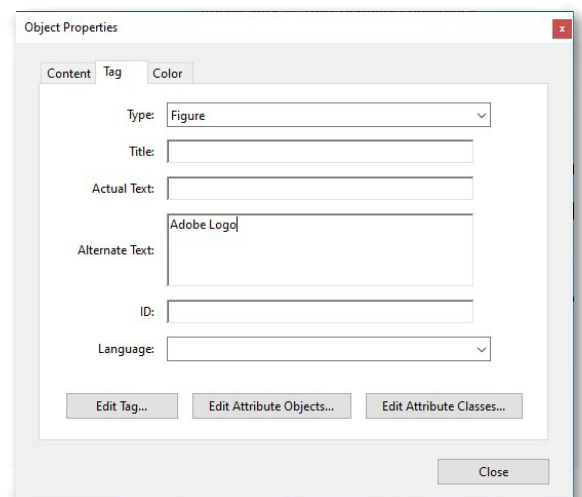 Object Properties
x
Content Tag Color
Type: Figure
Title:
Actual Text:
Alternate Text: Adobe Logo
ID:
Language:
Edit Tag... Edit Attribute Objects... Edit Attribute Classes...
Close